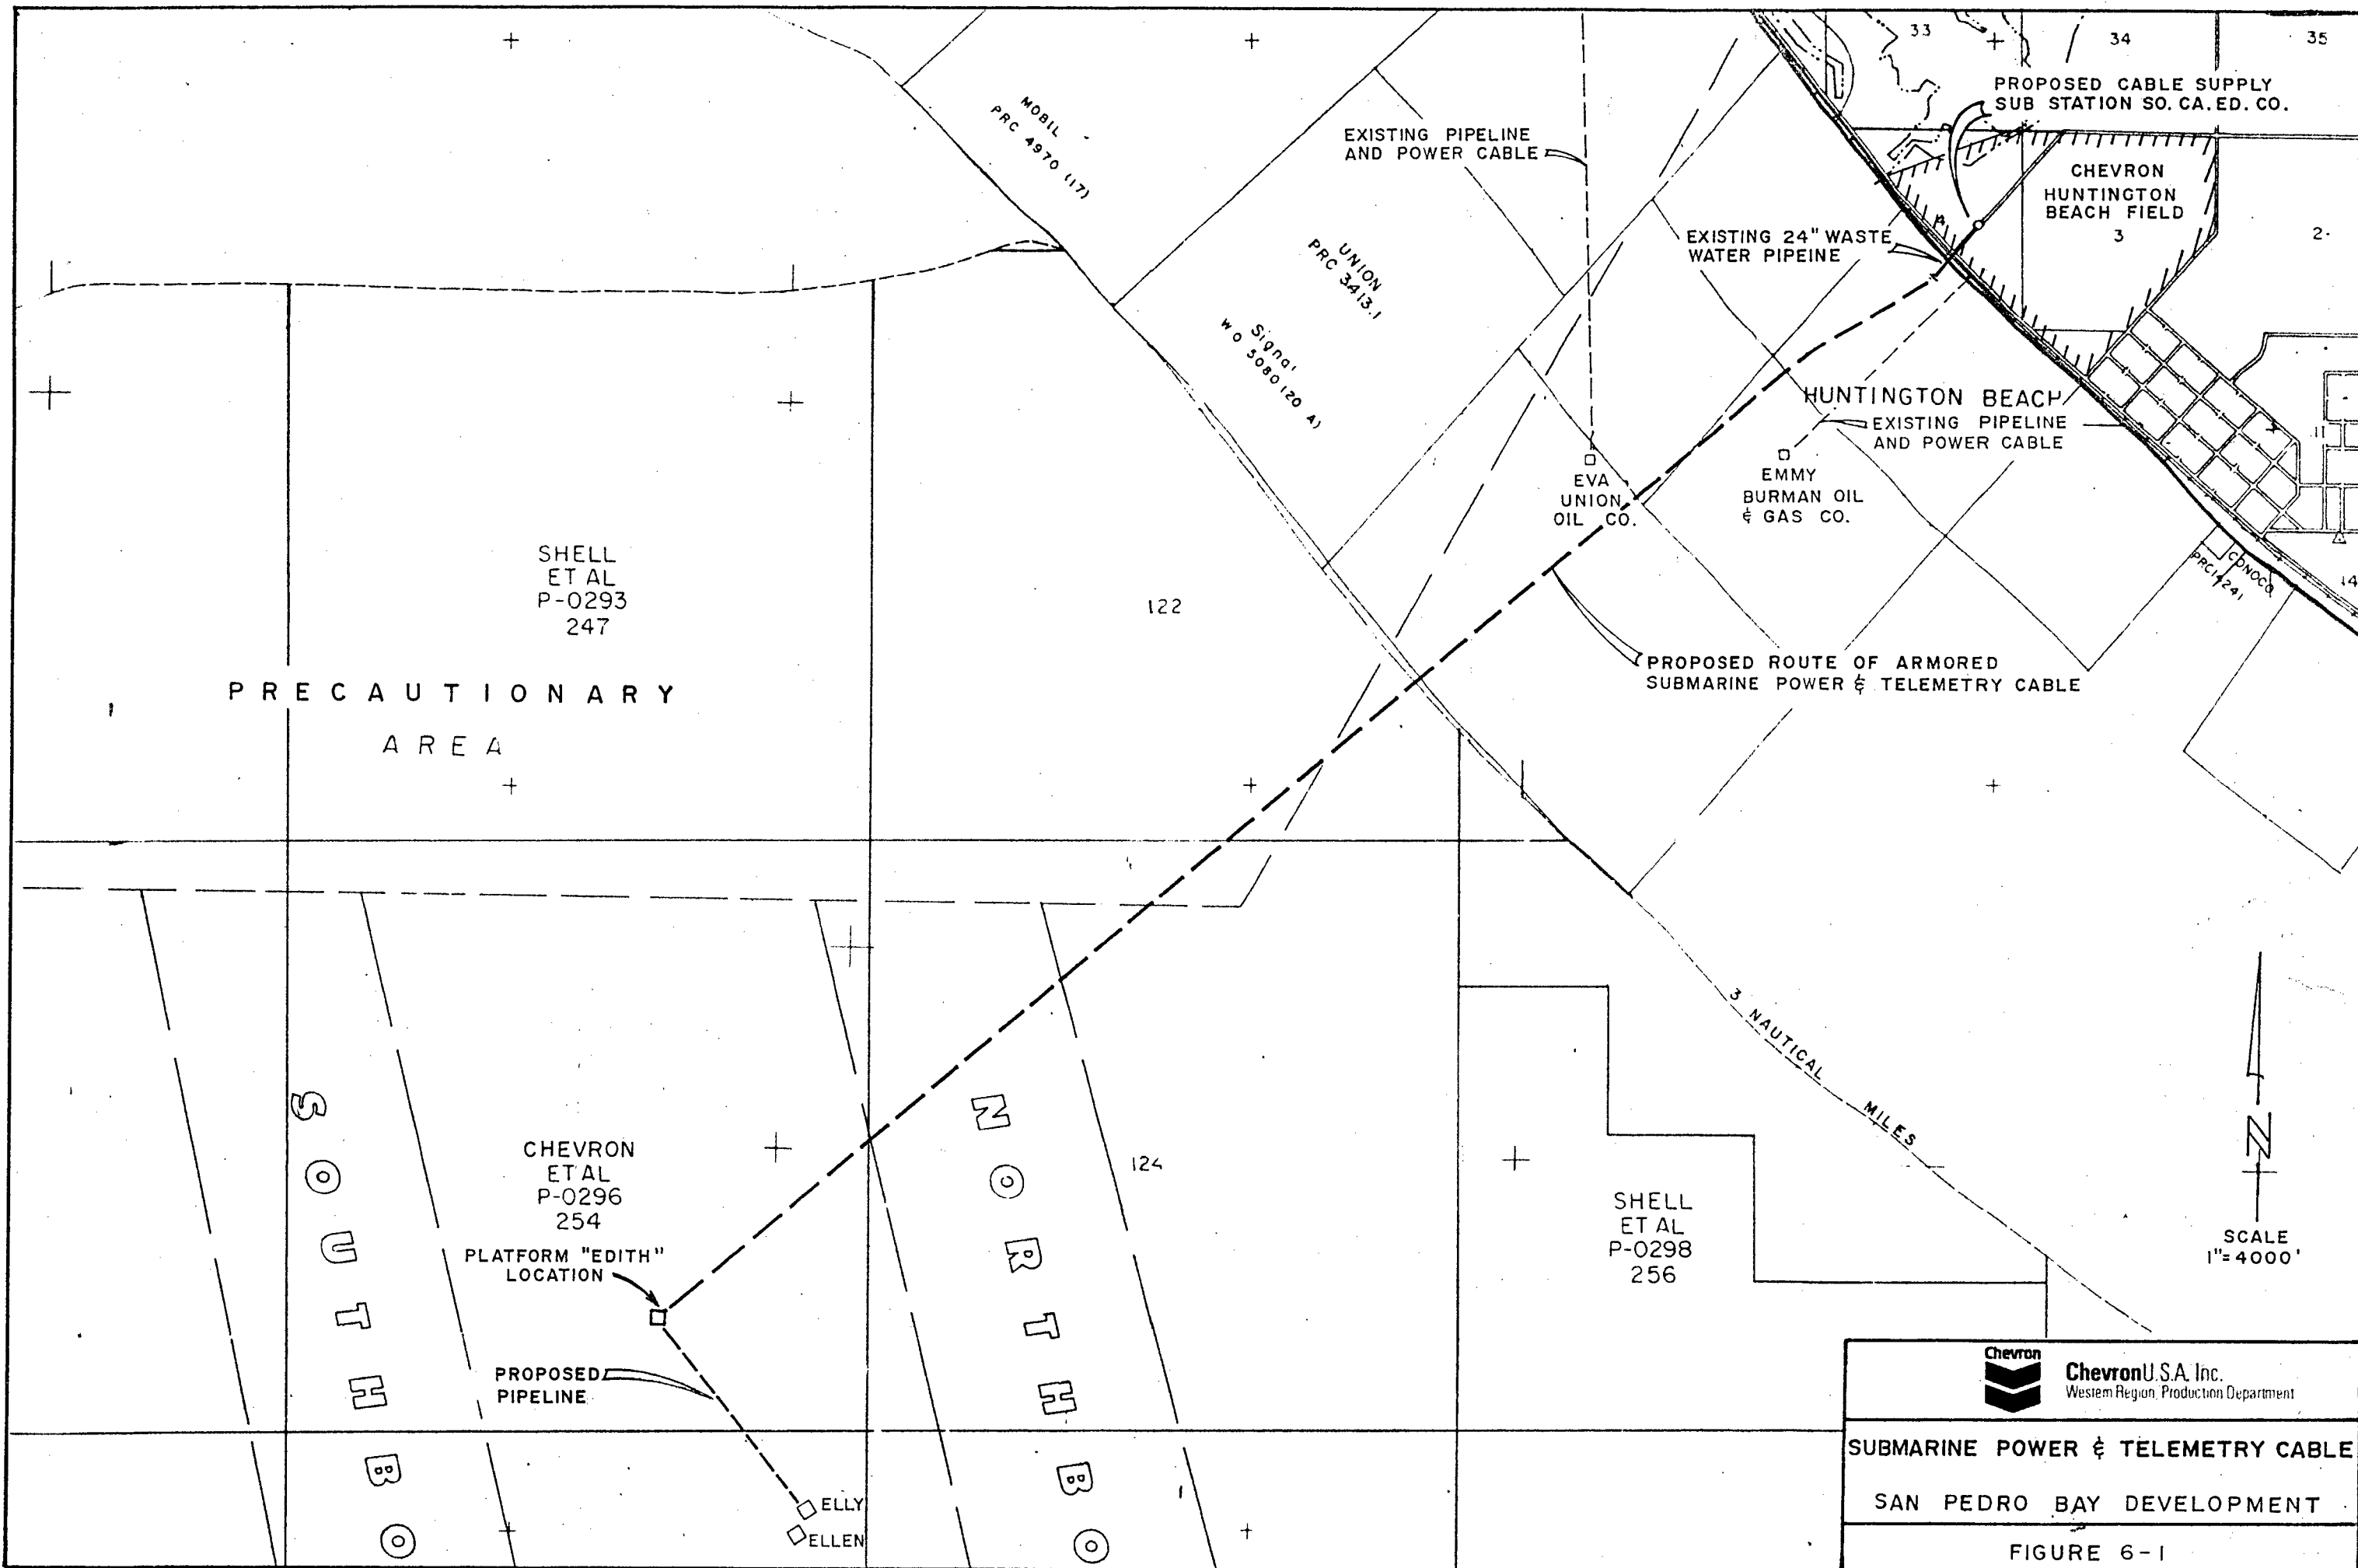 33
34
35
PROPOSED CABLE SUPPLY
SUB STATION SO. CA. ED. CO.
MOBIL
PRC 4970 (17)
EXISTING PIPELINE
AND POWER CABLE
CHEVRON
HUNTINGTON
BEACH FIELD
3
2
UNION
PRC 3413.1
EXISTING 24" WASTE
WATER PIPEINE
Signal
W O 5080 (20 A)
HUNTINGTON BEACH
EXISTING PIPELINE
AND POWER CABLE
11
EVA
UNION
OIL CO.
EMMY
BURMAN OIL
& GAS CO.
SHELL
ET AL
P-0293
247
122
CONOCO
PRC 14241
14
PROPOSED ROUTE OF ARMORED
SUBMARINE POWER & TELEMETRY CABLE
PRECAUTIONARY
AREA
3 NAUTICAL MILES
SOUTHBO
NORTHBO
CHEVRON
ET AL
P-0296
254
124
N
SHELL
ET AL
P-0298
256
SCALE
1"=4000'
PLATFORM "EDITH"
LOCATION
PROPOSED
PIPELINE
ELLY
ELLEN
Chevron
Chevron U.S.A. Inc.
Western Region, Production Department
SUBMARINE POWER & TELEMETRY CABLE
SAN PEDRO BAY DEVELOPMENT
FIGURE 6-1